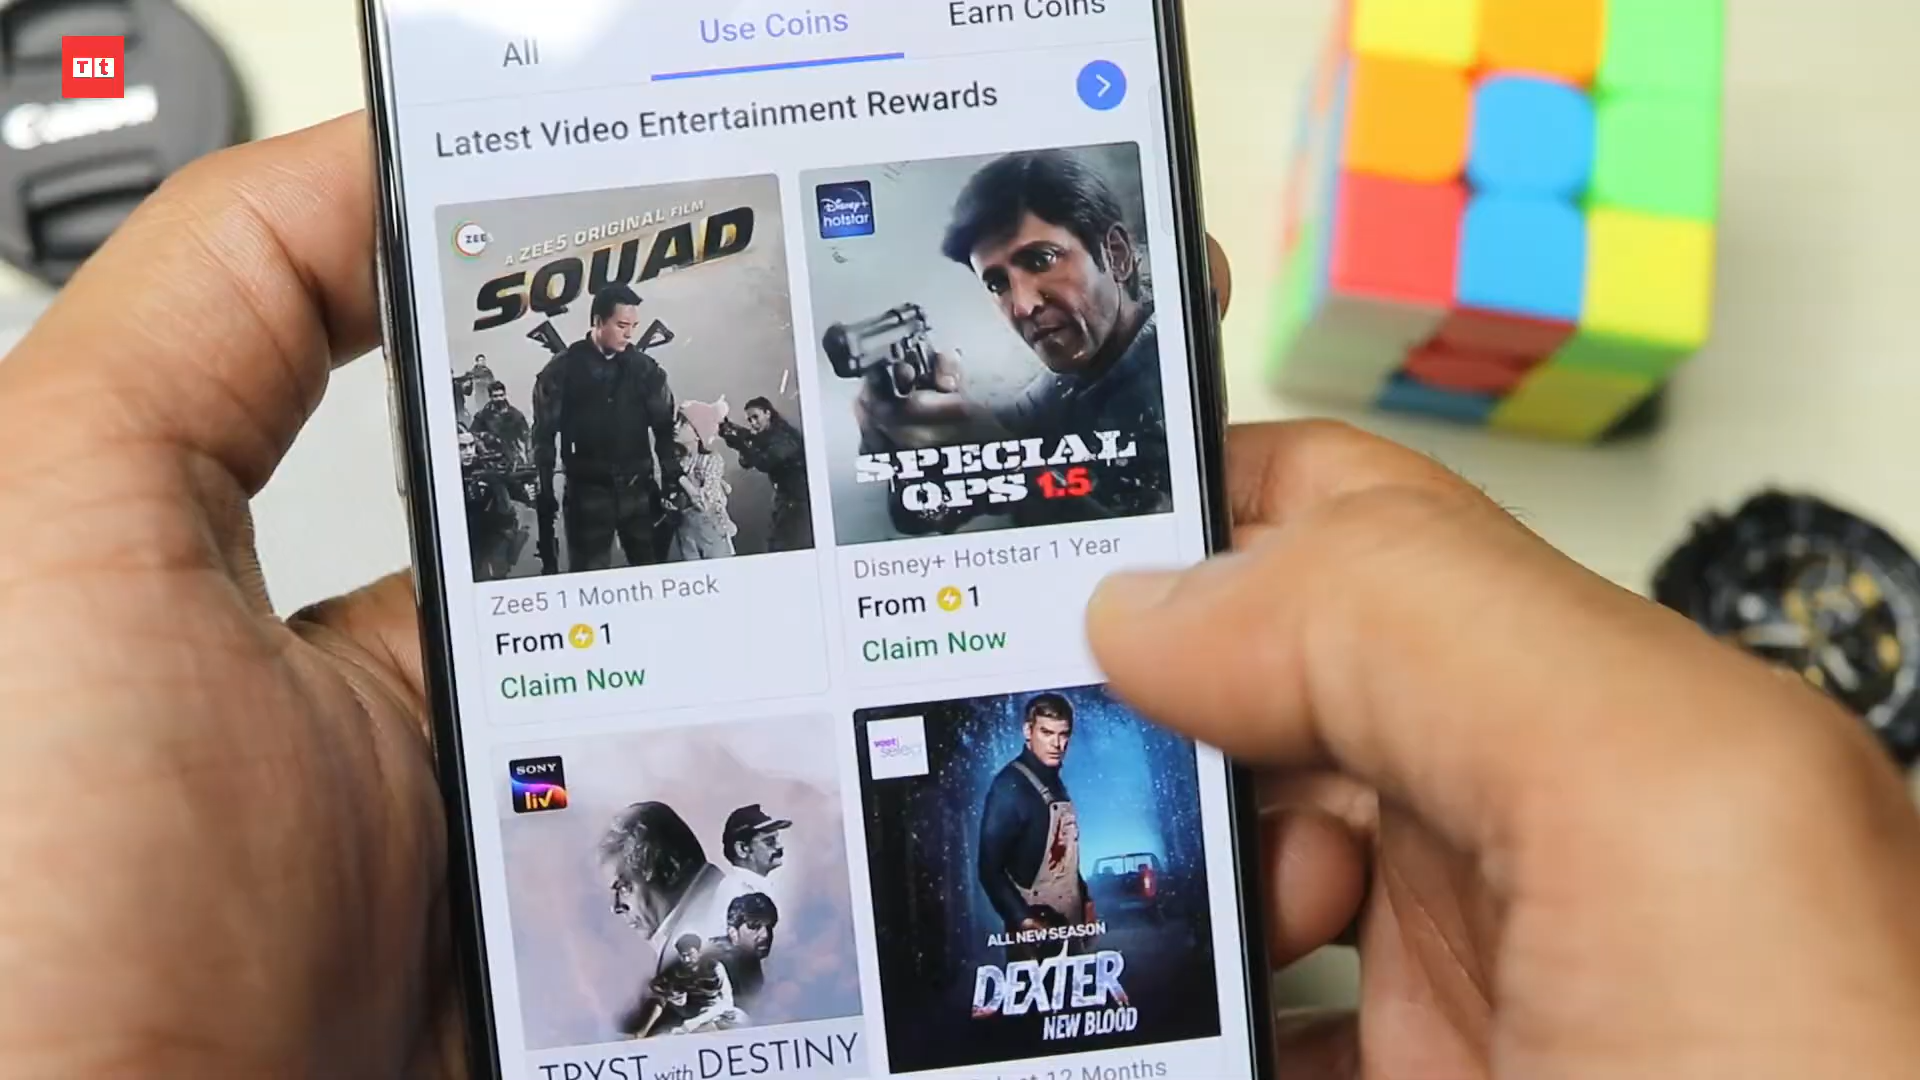 Tt
Canon
All
Use Coins
Earn Coins
Latest Video Entertainment Rewards
ZEE5
A ZEE5 ORIGINAL FILM
SQUAD
Disney+
hotstar
SPECIAL
OPS 1.5
Zee5 1 Month Pack
From 1
Claim Now
Disney+ Hotstar 1 Year
From 1
Claim Now
SONY
liv
TRYST with DESTINY
voot
select
ALL NEW SEASON
DEXTER
NEW BLOOD
12 Months